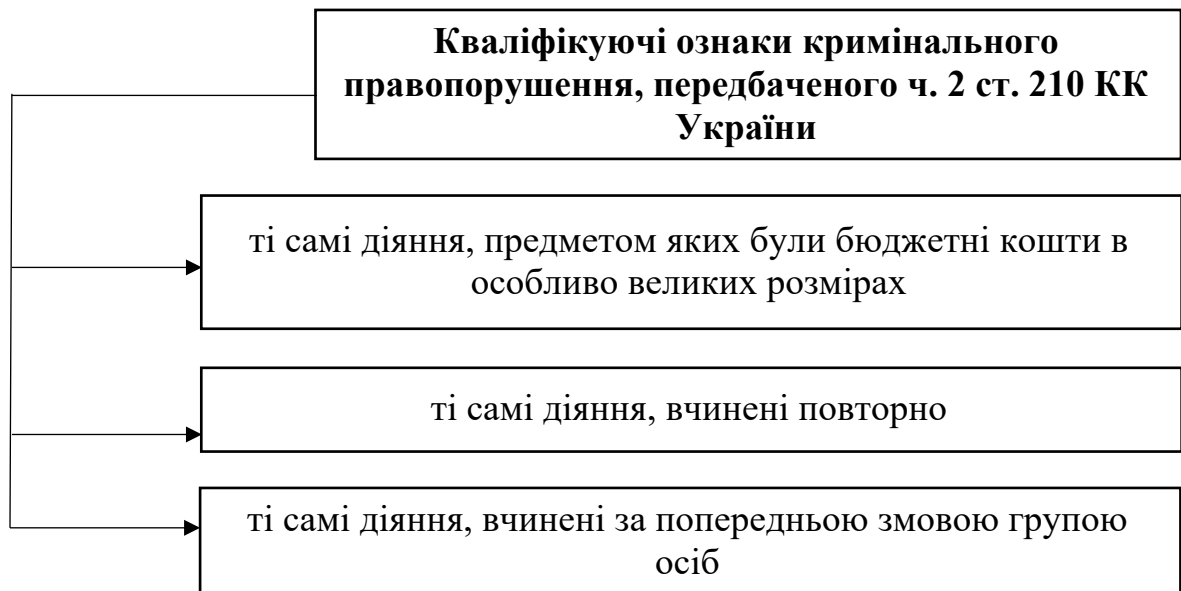 Кваліфікуючі ознаки кримінального
правопорушення, передбаченого ч. 2 ст. 210 КК
України
ті самі діяння, предметом яких були бюджетні кошти в
особливо великих розмірах
ті самі діяння, вчинені повторно
ті самі діяння, вчинені за попередньою змовою групою
осіб